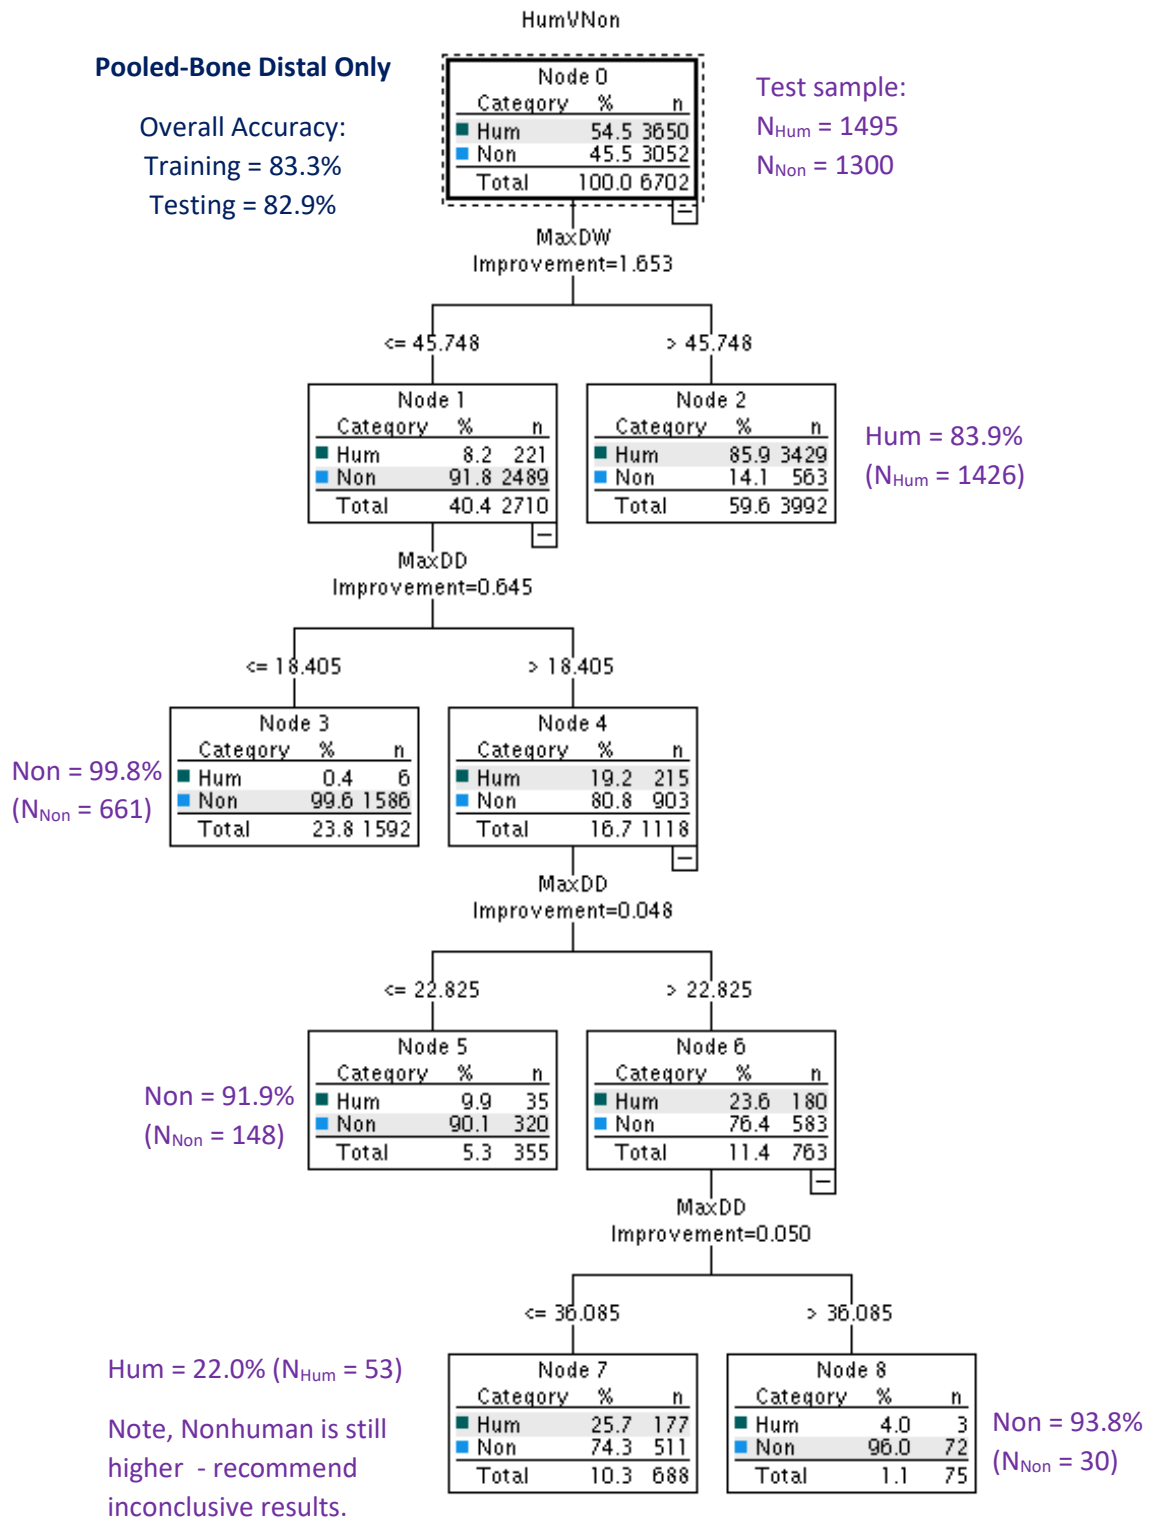 HumVNon
Pooled-Bone Distal Only
Overall Accuracy:
Training = 83.3%
Testing = 82.9%
Node 0
Category % n
Hum 54.5 3650
Non 45.5 3052
Total 100.0 6702
Test sample:
NHum = 1495
NNon = 1300
MaxDW
Improvement=1.653
<= 45.748
> 45.748
Node 1
Category % n
Hum 8.2 221
Non 91.8 2489
Total 40.4 2710
Node 2
Category % n
Hum 85.9 3429
Non 14.1 563
Total 59.6 3992
Hum = 83.9%
(NHum = 1426)
MaxDD
Improvement=0.645
<= 18.405
> 18.405
Non = 99.8%
(NNon = 661)
Node 3
Category % n
Hum 0.4 6
Non 99.6 1586
Total 23.8 1592
Node 4
Category % n
Hum 19.2 215
Non 80.8 903
Total 16.7 1118
MaxDD
Improvement=0.048
<= 22.825
> 22.825
Non = 91.9%
(NNon = 148)
Node 5
Category % n
Hum 9.9 35
Non 90.1 320
Total 5.3 355
Node 6
Category % n
Hum 23.6 180
Non 76.4 583
Total 11.4 763
MaxDD
Improvement=0.050
<= 36.085
> 36.085
Hum = 22.0% (NHum = 53)
Note, Nonhuman is still
higher - recommend
inconclusive results.
Node 7
Category % n
Hum 25.7 177
Non 74.3 511
Total 10.3 688
Node 8
Category % n
Hum 4.0 3
Non 96.0 72
Total 1.1 75
Non = 93.8%
(NNon = 30)